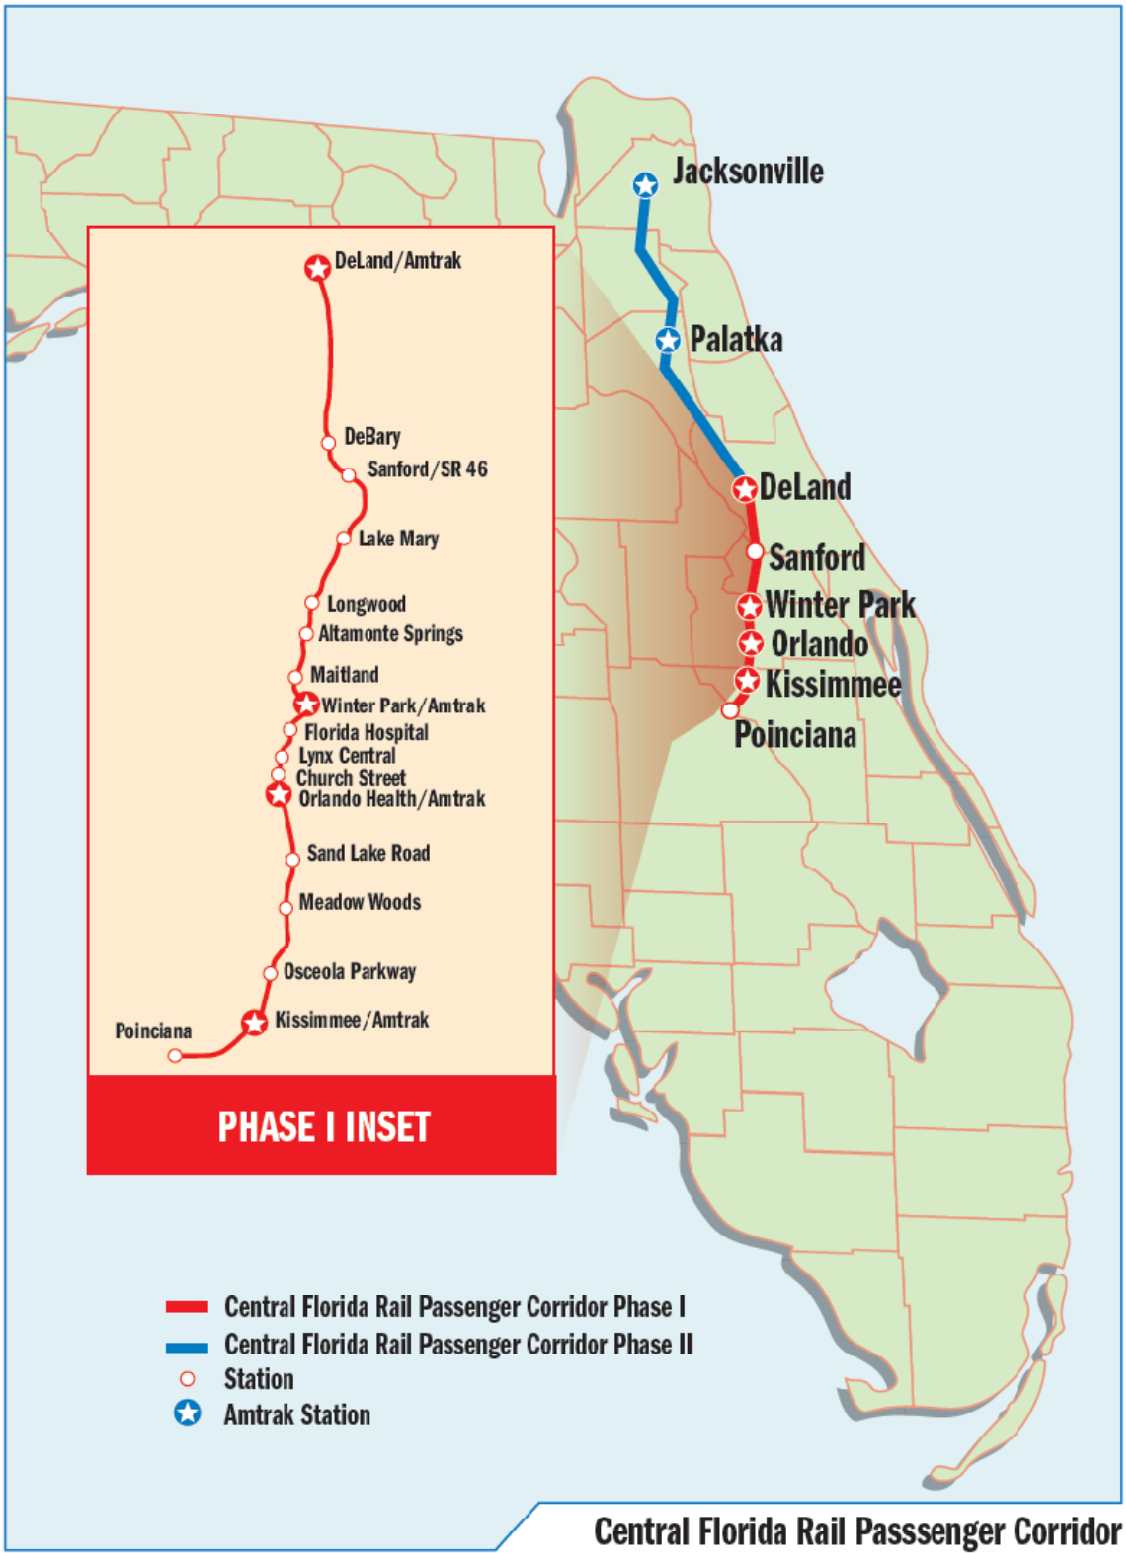 Jacksonville
Palatka
DeLand
Sanford
Winter Park
Orlando
Kissimmee
Poinciana
DeLand/Amtrak
DeBary
Sanford/SR 46
Lake Mary
Longwood
Altamonte Springs
Maitland
Winter Park/Amtrak
Florida Hospital
Lynx Central
Church Street
Orlando Health/Amtrak
Sand Lake Road
Meadow Woods
Osceola Parkway
Kissimmee/Amtrak
Poinciana
PHASE I INSET
Central Florida Rail Passenger Corridor Phase I
Central Florida Rail Passenger Corridor Phase II
Station
Amtrak Station
Central Florida Rail Passsenger Corridor